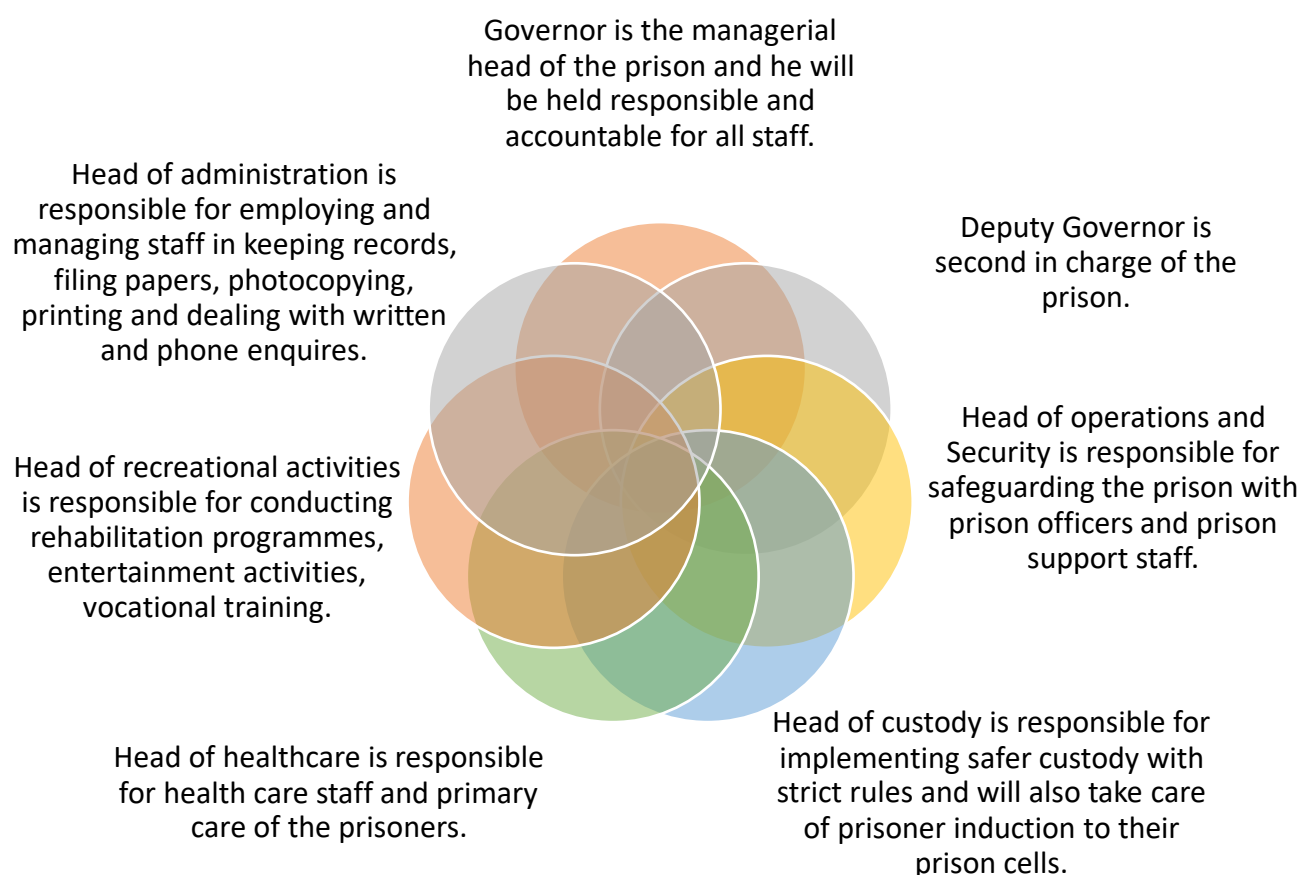 Governor is the managerial
head of the prison and he will
be held responsible and
accountable for all staff.
Deputy Governor is
second in charge of the
prison.
Head of operations and
Security is responsible for
safeguarding the prison with
prison officers and prison
support staff.
Head of custody is responsible for
implementing safer custody with
strict rules and will also take care
of prisoner induction to their
prison cells.
Head of healthcare is responsible
for health care staff and primary
care of the prisoners.
Head of recreational activities
is responsible for conducting
rehabilitation programmes,
entertainment activities,
vocational training.
Head of administration is
responsible for employing and
managing staff in keeping records,
filing papers, photocopying,
printing and dealing with written
and phone enquires.